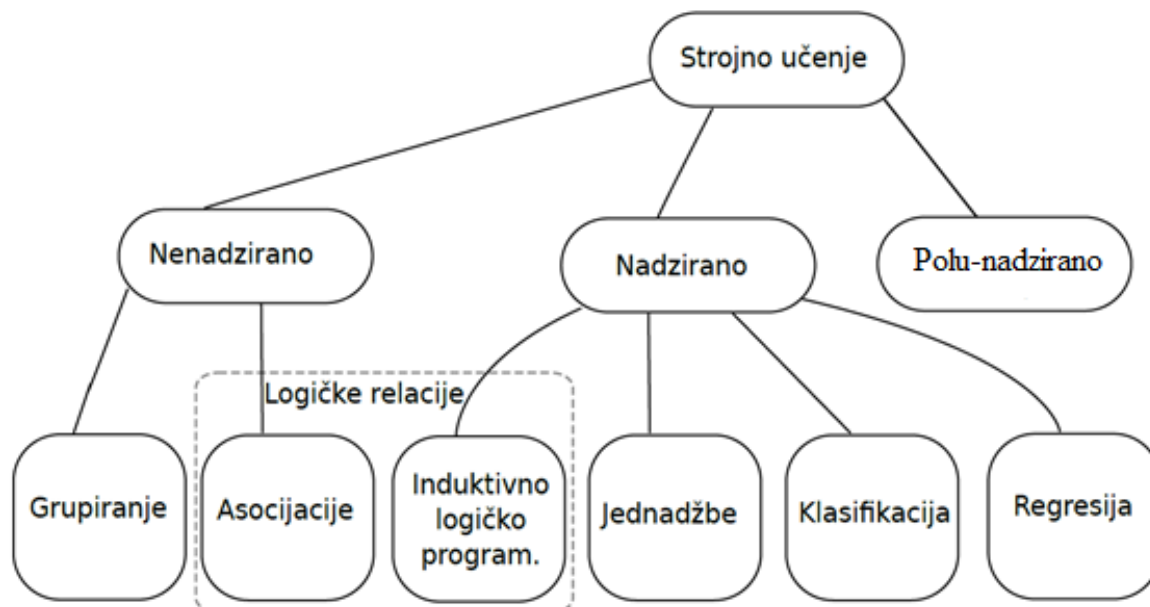 Strojno učenje
Nenadzirano
Nadzirano
Polu-nadzirano
Logičke relacije
Grupiranje
Asocijacije
Induktivno
logičko
program.
Jednadžbe
Klasifikacija
Regresija